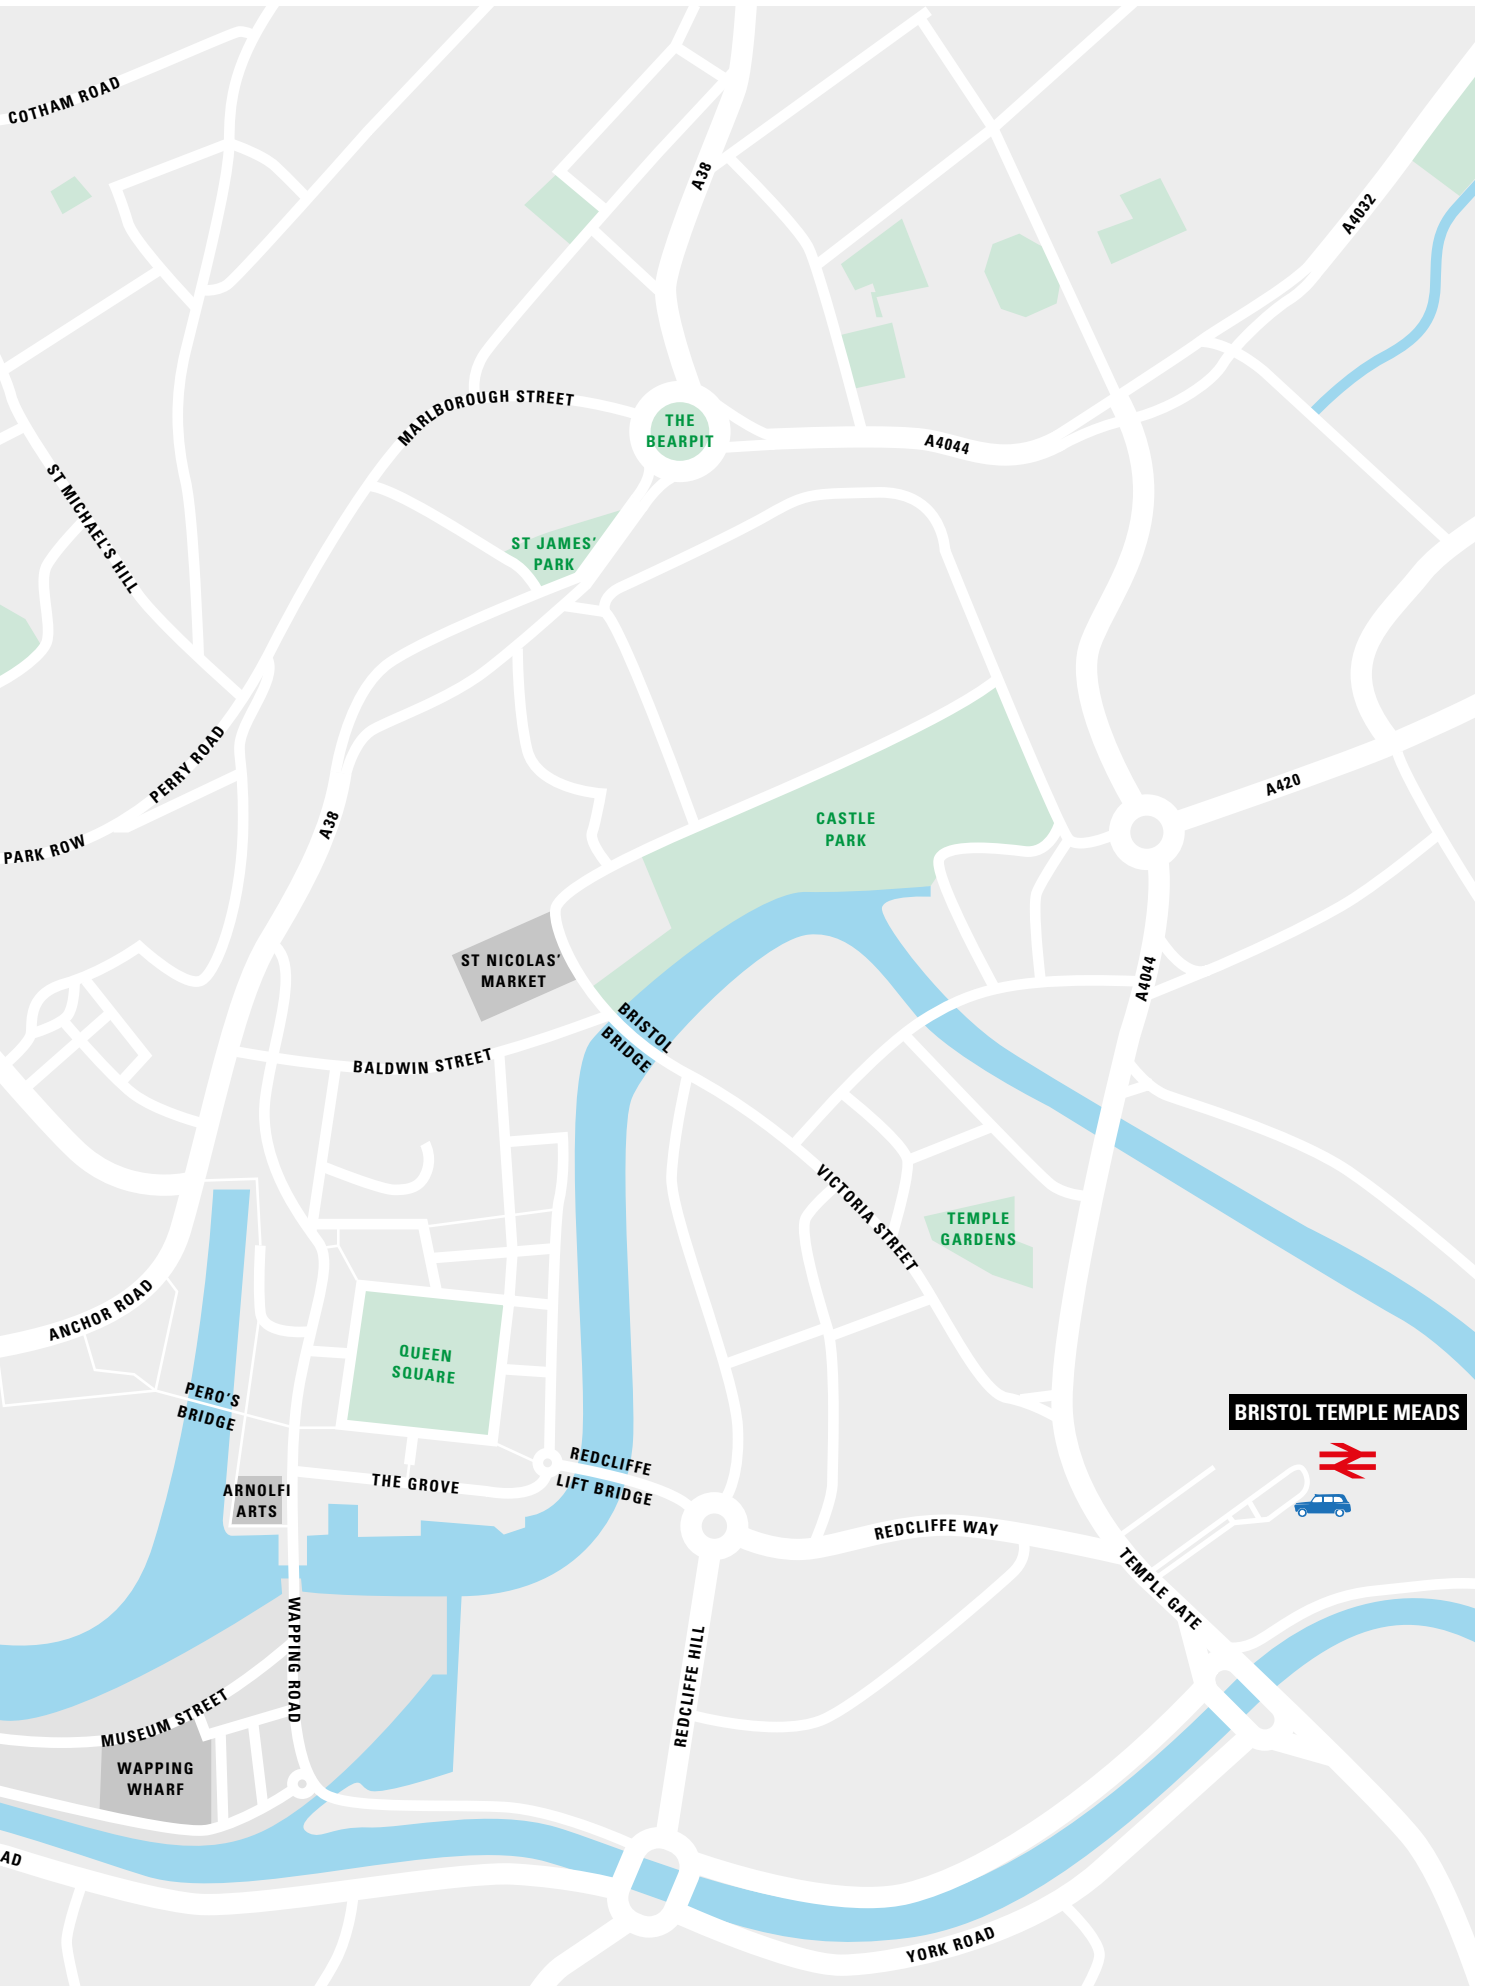 COTHAM ROAD
A38
A4032
MARLBOROUGH STREET
THE
BEARPIT
A4044
ST MICHAEL'S HILL
ST JAMES'
PARK
PERRY ROAD
A420
A38
CASTLE
PARK
PARK ROW
ST NICOLAS'
MARKET
A4044
BRISTOL
BRIDGE
BALDWIN STREET
VICTORIA STREET
TEMPLE
GARDENS
ANCHOR ROAD
QUEEN
SQUARE
PERO'S
BRIDGE
BRISTOL TEMPLE MEADS
REDCLIFFE
LIFT BRIDGE
THE GROVE
ARNOLFI
ARTS
REDCLIFFE WAY
TEMPLE GATE
WAPPING ROAD
REDCLIFFE HILL
MUSEUM STREET
WAPPING
WHARF
AD
YORK ROAD